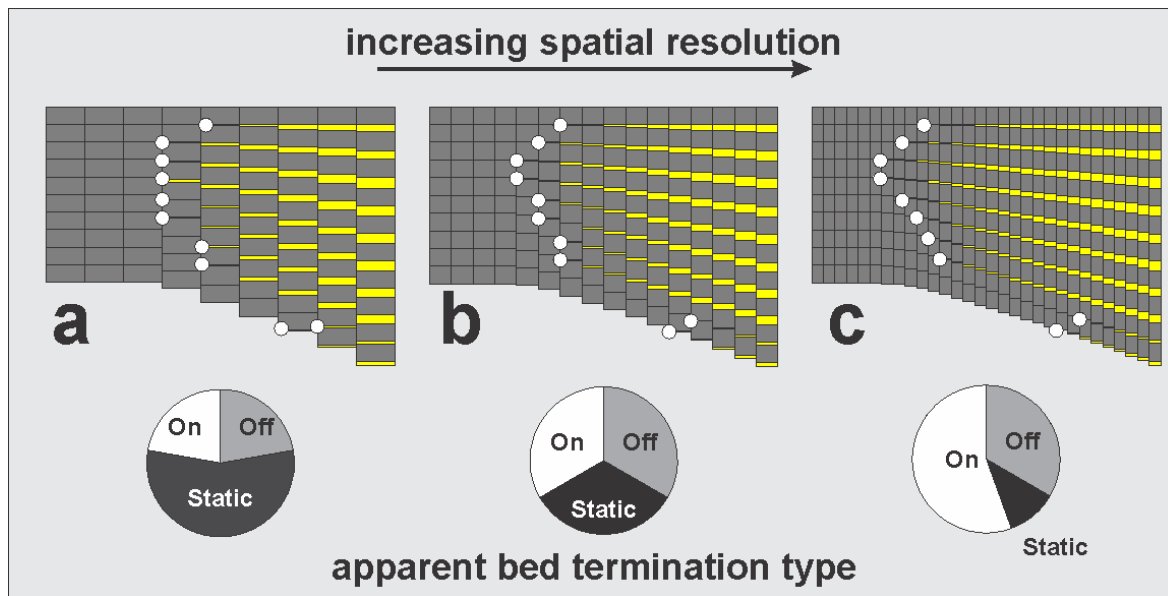 increasing spatial resolution
a
b
c
On
Off
Static
On
Off
Static
On
Off
Static
apparent bed termination type